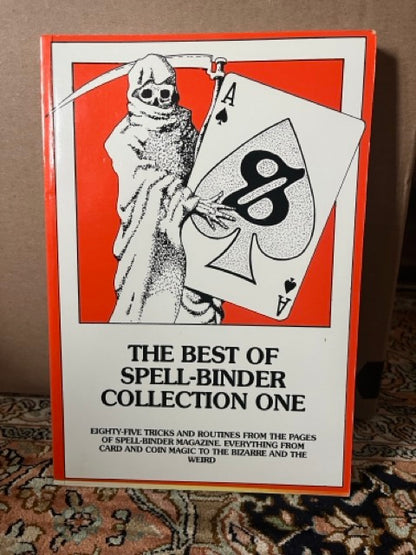 A
THE BEST OF
SPELL-BINDER
COLLECTION ONE
EIGHTY-FIVE TRICKS AND ROUTINES FROM THE PAGES
OF SPELL-BINDER MAGAZINE. EVERYTHING FROM
CARD AND COIN MAGIC TO THE BIZARRE AND THE
WEIRD
A